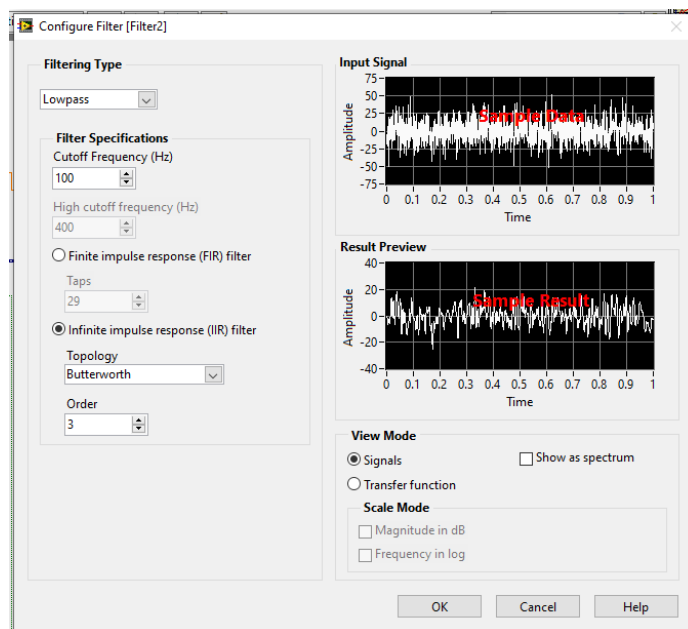 Configure Filter [Filter2]
Filtering Type
Lowpass
Filter Specifications
Cutoff Frequency (Hz)
100
High cutoff frequency (Hz)
400
Finite impulse response (FIR) filter
Taps
29
Infinite impulse response (IIR) filter
Topology
Butterworth
Order
3
Input Signal
75
50
25
0
-25
-50
-75
Amplitude
Sample Data
0 0.1 0.2 0.3 0.4 0.5 0.6 0.7 0.8 0.9 1
Time
Result Preview
40
20
0
-20
-40
Amplitude
Sample Result
0 0.1 0.2 0.3 0.4 0.5 0.6 0.7 0.8 0.9 1
Time
View Mode
Signals
Show as spectrum
Transfer function
Scale Mode
Magnitude in dB
Frequency in log
OK Cancel Help